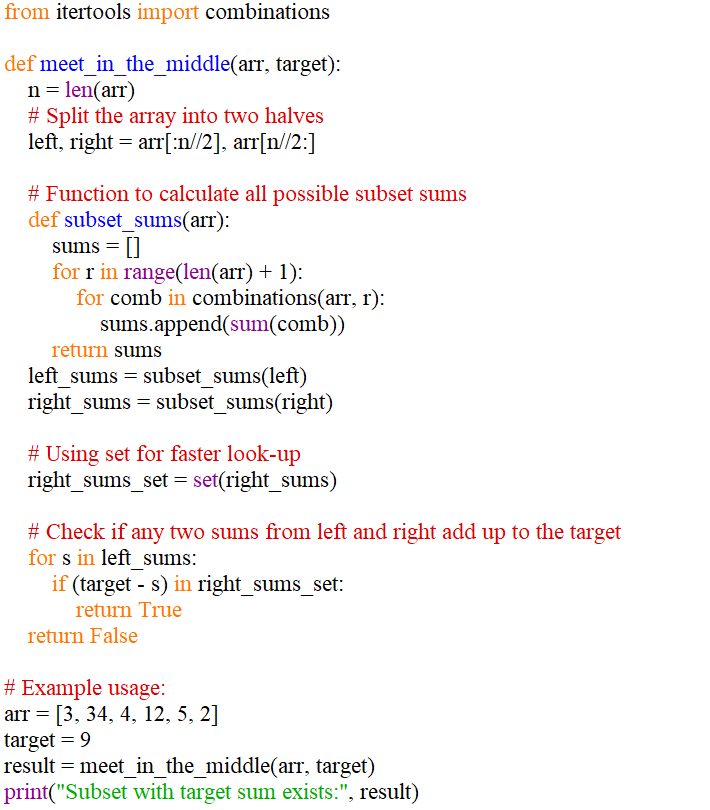 from itertools import combinations

def meet_in_the_middle(arr, target):
    n = len(arr)
    # Split the array into two halves
    left, right = arr[:n//2], arr[n//2:]

    # Function to calculate all possible subset sums
    def subset_sums(arr):
        sums = []
        for r in range(len(arr) + 1):
            for comb in combinations(arr, r):
                sums.append(sum(comb))
        return sums
    left_sums = subset_sums(left)
    right_sums = subset_sums(right)

    # Using set for faster look-up
    right_sums_set = set(right_sums)

    # Check if any two sums from left and right add up to the target
    for s in left_sums:
        if (target - s) in right_sums_set:
            return True
    return False

# Example usage:
arr = [3, 34, 4, 12, 5, 2]
target = 9
result = meet_in_the_middle(arr, target)
print("Subset with target sum exists:", result)